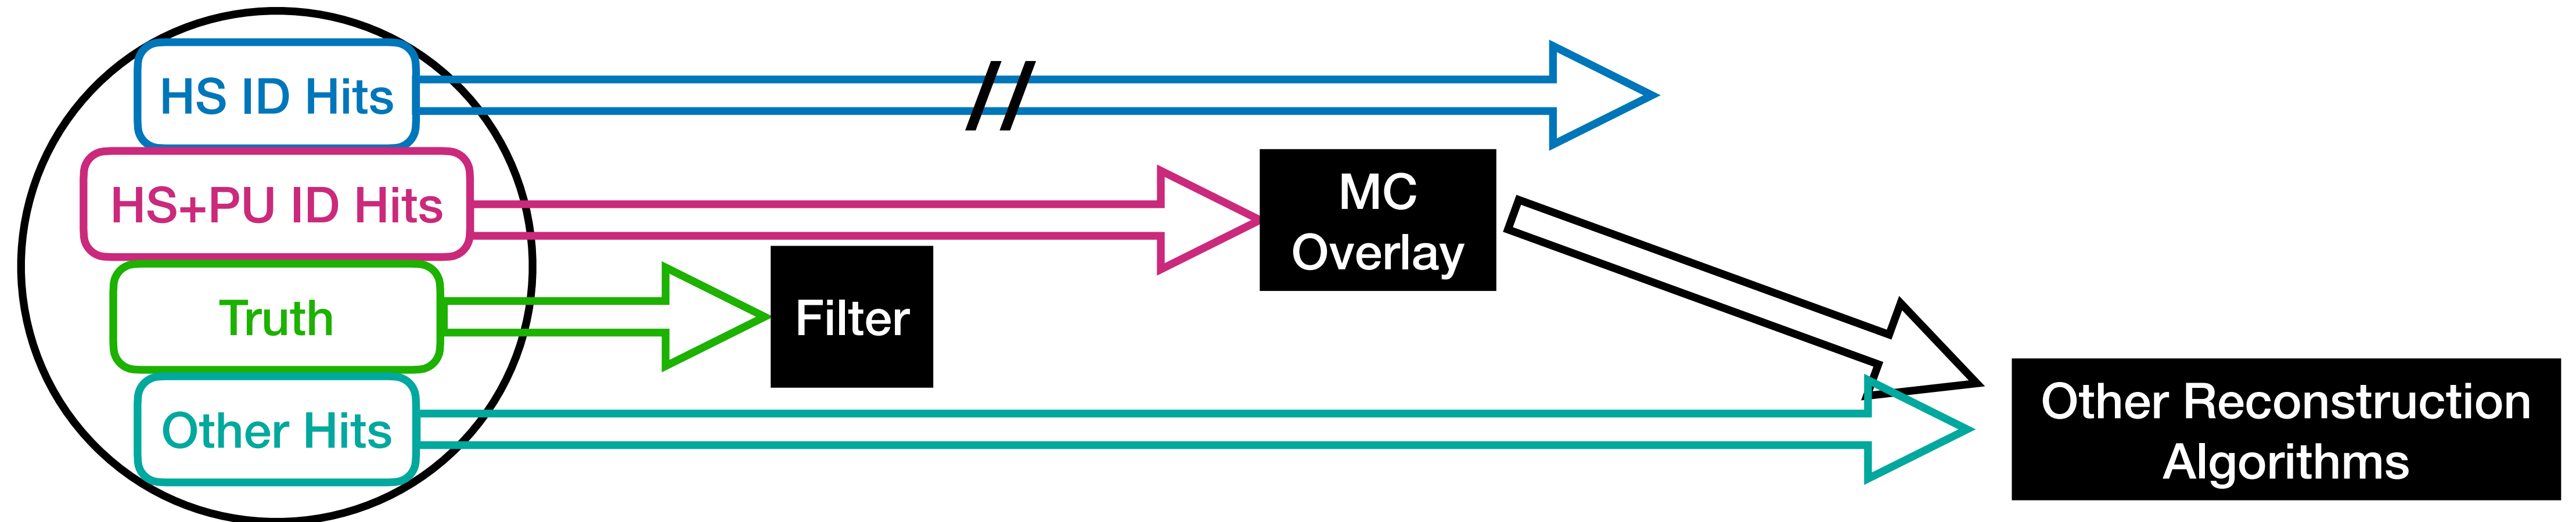 HS ID Hits
HS+PU ID Hits
Truth
Other Hits
Filter
MC
Overlay
Other Reconstruction
Algorithms